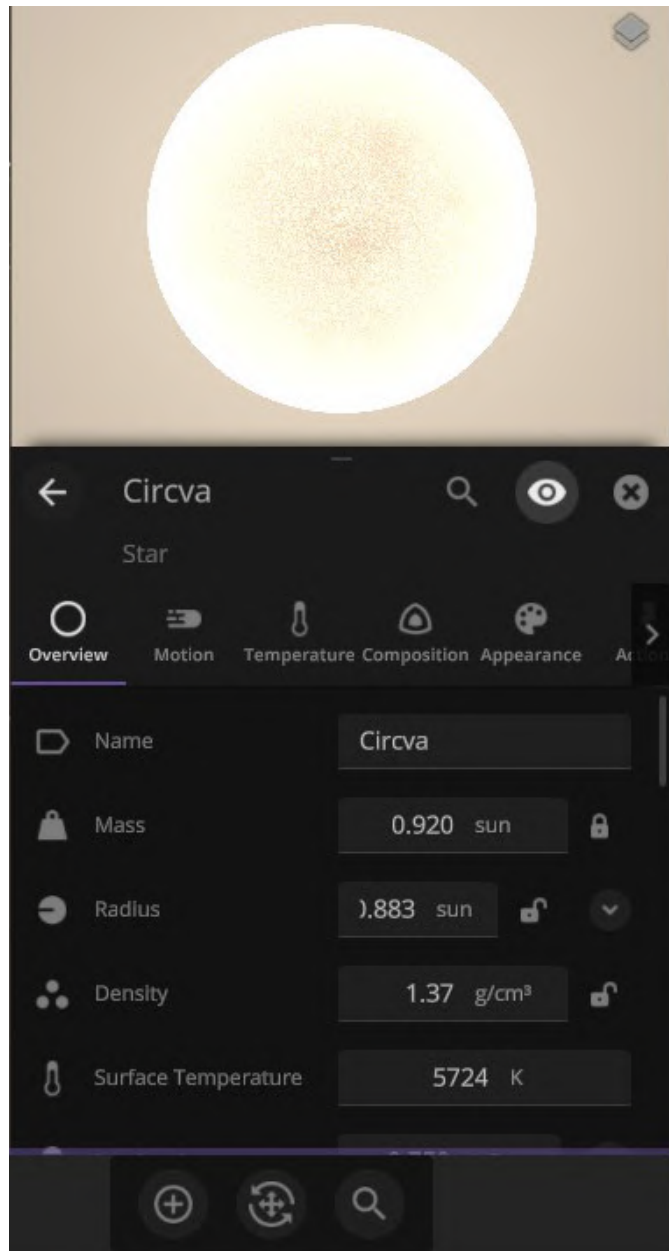 Circva
Star
Overview Motion Temperature Composition Appearance
Name Circva
Mass 0.920 sun
Radius 0.883 sun
Density 1.37 g/cm³
Surface Temperature 5724 K